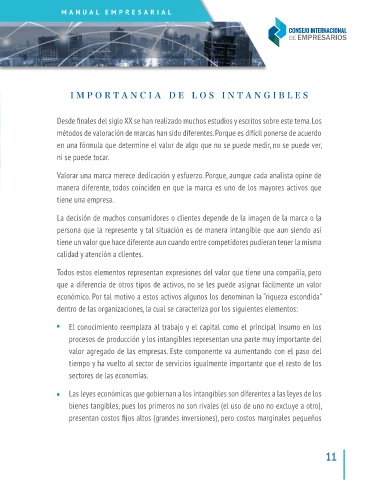 MANUAL EMPRESARIAL
CONSEJO INTERNACIONAL
DE EMPRESARIOS
IMPORTANCIA DE LOS INTANGIBLES
Desde finales del siglo XX se han realizado muchos estudios y escritos sobre este tema. Los
métodos de valoración de marcas han sido diferentes. Porque es difícil ponerse de acuerdo
en una fórmula que determine el valor de algo que no se puede medir, no se puede ver,
ni se puede tocar.
Valorar una marca merece dedicación y esfuerzo. Porque, aunque cada analista opine de
manera diferente, todos coinciden en que la marca es uno de los mayores activos que
tiene una empresa.
La decisión de muchos consumidores o clientes depende de la imagen de la marca o la
persona que la represente y tal situación es de manera intangible que aun siendo así
tiene un valor que hace diferente aun cuando entre competidores pudieran tener la misma
calidad y atención a clientes.
Todos estos elementos representan expresiones del valor que tiene una compañía, pero
que a diferencia de otros tipos de activos, no se les puede asignar fácilmente un valor
económico. Por tal motivo a estos activos algunos los denominan la "riqueza escondida"
dentro de las organizaciones, la cual se caracteriza por los siguientes elementos:
• El conocimiento reemplaza al trabajo y el capital como el principal insumo en los
procesos de producción y los intangibles representan una parte muy importante del
valor agregado de las empresas. Este componente va aumentando con el paso del
tiempo y ha vuelto al sector de servicios igualmente importante que el resto de los
sectores de las economías.
• Las leyes económicas que gobiernan a los intangibles son diferentes a las leyes de los
bienes tangibles, pues los primeros no son rivales (el uso de uno no excluye a otro),
presentan costos fijos altos (grandes inversiones), pero costos marginales pequeños
11